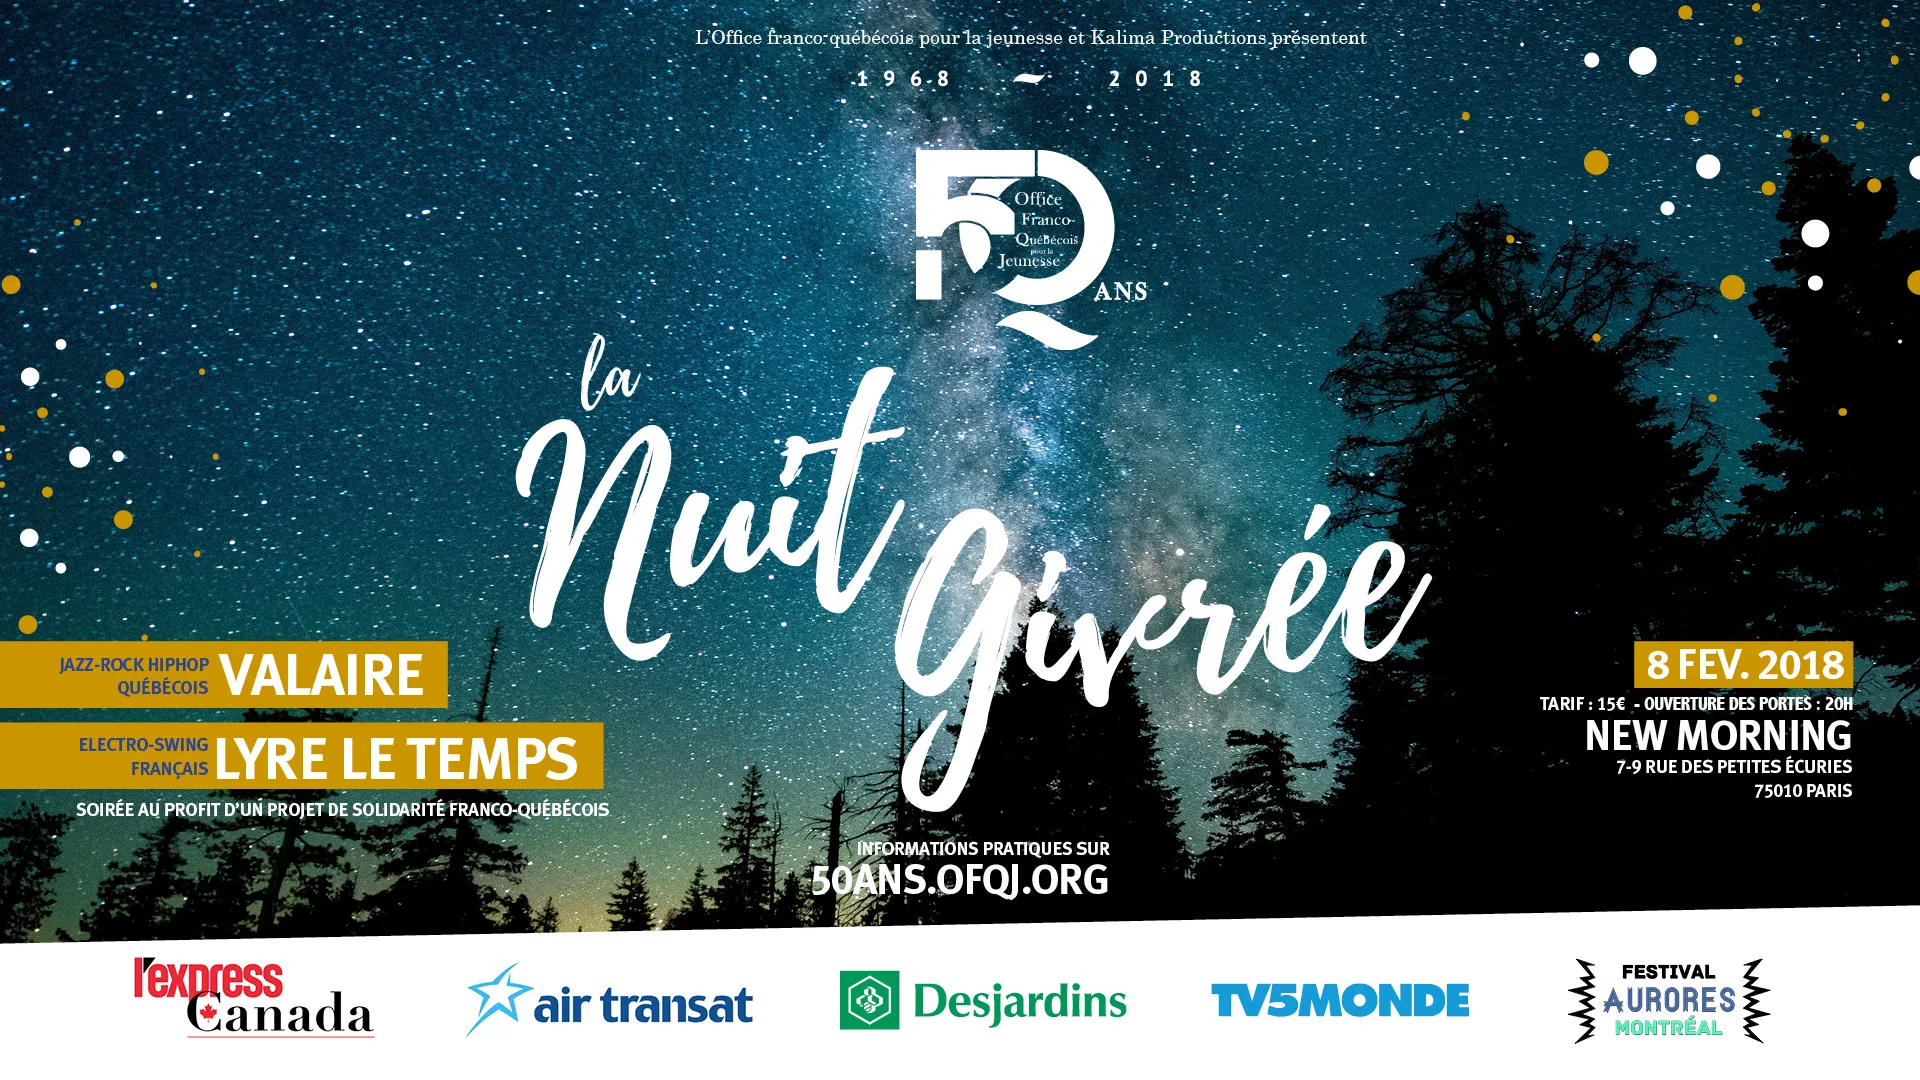 L'Office franco-québécois pour la jeunesse et Kalima Productions présentent
1968 ~ 2018
50
Office
Franco-
Québécois
pour la
Jeunesse
ANS
la
Nuit
Givrée
JAZZ-ROCK HIPHOP
QUÉBÉCOIS
VALAIRE
ELECTRO-SWING
FRANÇAIS
LYRE LE TEMPS
SOIRÉE AU PROFIT D'UN PROJET DE SOLIDARITÉ FRANCO-QUÉBÉCOIS
8 FEV. 2018
TARIF : 15€ - OUVERTURE DES PORTES : 20H
NEW MORNING
7-9 RUE DES PETITES ÉCURIES
75010 PARIS
INFORMATIONS PRATIQUES SUR
50ANS.OFQJ.ORG
l'express
Canada
air transat
Desjardins
TV5MONDE
FESTIVAL
AURORES
MONTRÉAL